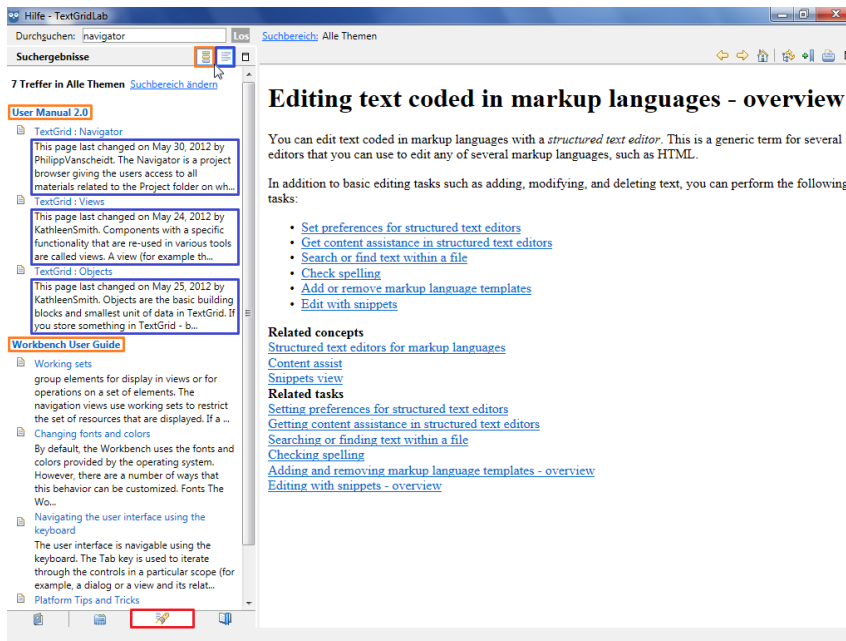 Hilfe - TextGridLab
Durchsuchen: navigator Los Suchbereich: Alle Themen
Suchergebnisse
7 Treffer in Alle Themen Suchbereich ändern
User Manual 2.0
TextGrid : Navigator
This page last changed on May 30, 2012 by
PhilippVanscheidt. The Navigator is a project
browser giving the users access to all
materials related to the Project folder on wh...
TextGrid : Views
This page last changed on May 24, 2012 by
KathleenSmith. Components with a specific
functionality that are re-used in various tools
are called views. A view (for example th...
TextGrid : Objects
This page last changed on May 25, 2012 by
KathleenSmith. Objects are the basic building
blocks and smallest unit of data in TextGrid. If
you store something in TextGrid - b...
Workbench User Guide
Working sets
group elements for display in views or for
operations on a set of elements. The
navigation views use working sets to restrict
the set of resources that are displayed. If a ...
Changing fonts and colors
By default, the Workbench uses the fonts and
colors provided by the operating system.
However, there are a number of ways that
this behavior can be customized. Fonts The
Wo...
Navigating the user interface using the
keyboard
The user interface is navigable using the
keyboard. The Tab key is used to iterate
through the controls in a particular scope (for
example, a dialog or a view and its relat...
Platform Tips and Tricks
Editing text coded in markup languages - overview
You can edit text coded in markup languages with a structured text editor. This is a generic term for several
editors that you can use to edit any of several markup languages, such as HTML.
In addition to basic editing tasks such as adding, modifying, and deleting text, you can perform the following
tasks:
• Set preferences for structured text editors
• Get content assistance in structured text editors
• Search or find text within a file
• Check spelling
• Add or remove markup language templates
• Edit with snippets
Related concepts
Structured text editors for markup languages
Content assist
Snippets view
Related tasks
Setting preferences for structured text editors
Getting content assistance in structured text editors
Searching or finding text within a file
Checking spelling
Adding and removing markup language templates - overview
Editing with snippets - overview